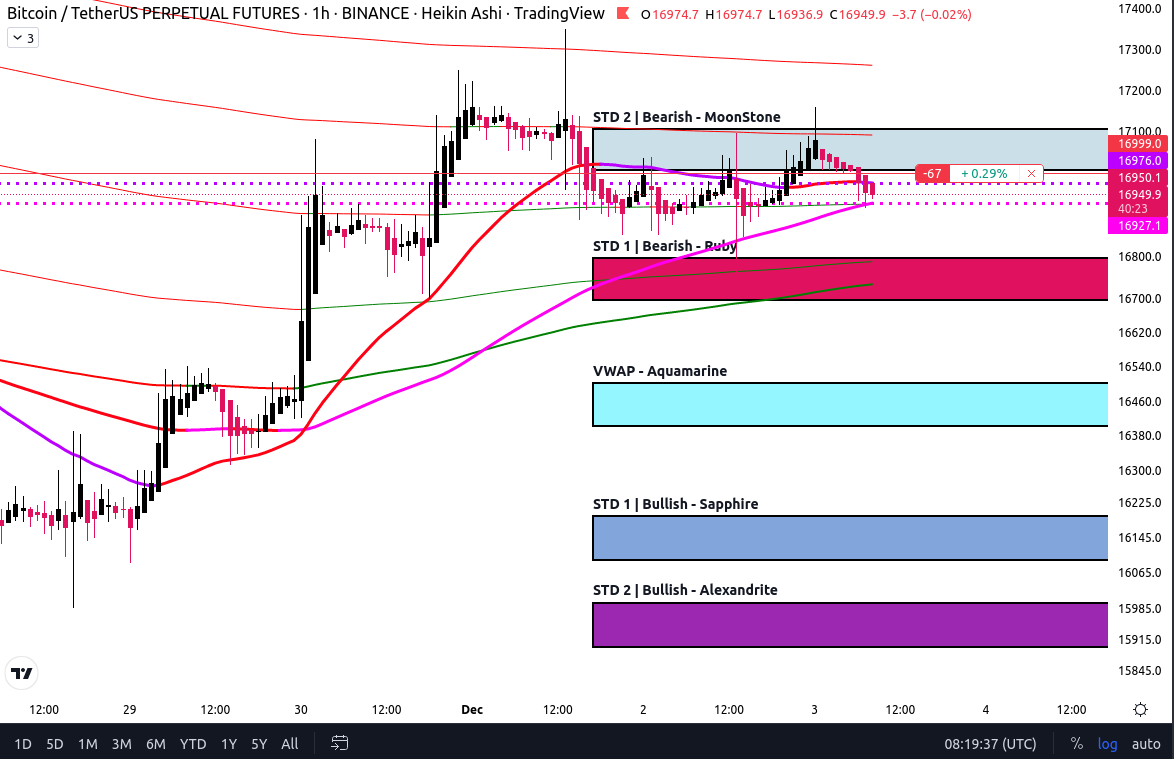 Bitcoin / TetherUS PERPETUAL FUTURES · 1h · BINANCE · Heikin Ashi · TradingView O16974.7 H16974.7 L16936.9 C16949.9 −3.7 (−0.02%)
3
17400.0
17300.0
17200.0
STD 2 | Bearish - MoonStone
17100.0
16999.0
16976.0
-67 + 0.29% ×
16950.1
16949.9
40:23
16927.1
STD 1 | Bearish - Ruby
16800.0
16700.0
16620.0
VWAP - Aquamarine
16540.0
16460.0
16380.0
16300.0
STD 1 | Bullish - Sapphire
16225.0
16145.0
16065.0
STD 2 | Bullish - Alexandrite
15985.0
15915.0
15845.0
12:00 29 12:00 30 12:00 Dec 12:00 2 12:00 3 12:00 4 12:00
1D 5D 1M 3M 6M YTD 1Y 5Y All 08:19:37 (UTC) % log auto